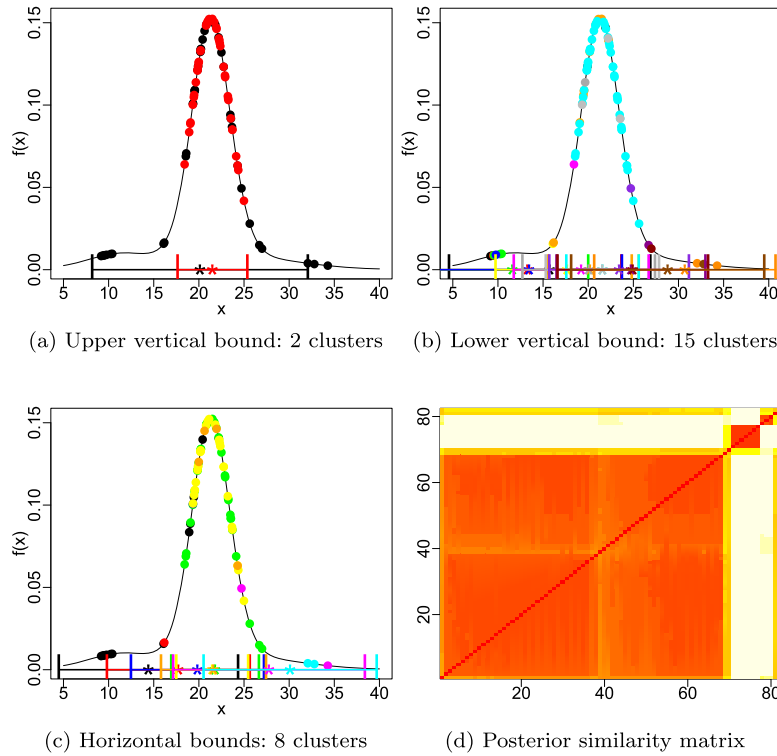 f(x)
0.00 0.05 0.10 0.15
5 10 15 20 25 30 35 40
x
(a) Upper vertical bound: 2 clusters
f(x)
0.00 0.05 0.10 0.15
5 10 15 20 25 30 35 40
x
(b) Lower vertical bound: 15 clusters
f(x)
0.00 0.05 0.10 0.15
5 10 15 20 25 30 35 40
x
(c) Horizontal bounds: 8 clusters
20 40 60 80
20 40 60 80
(d) Posterior similarity matrix